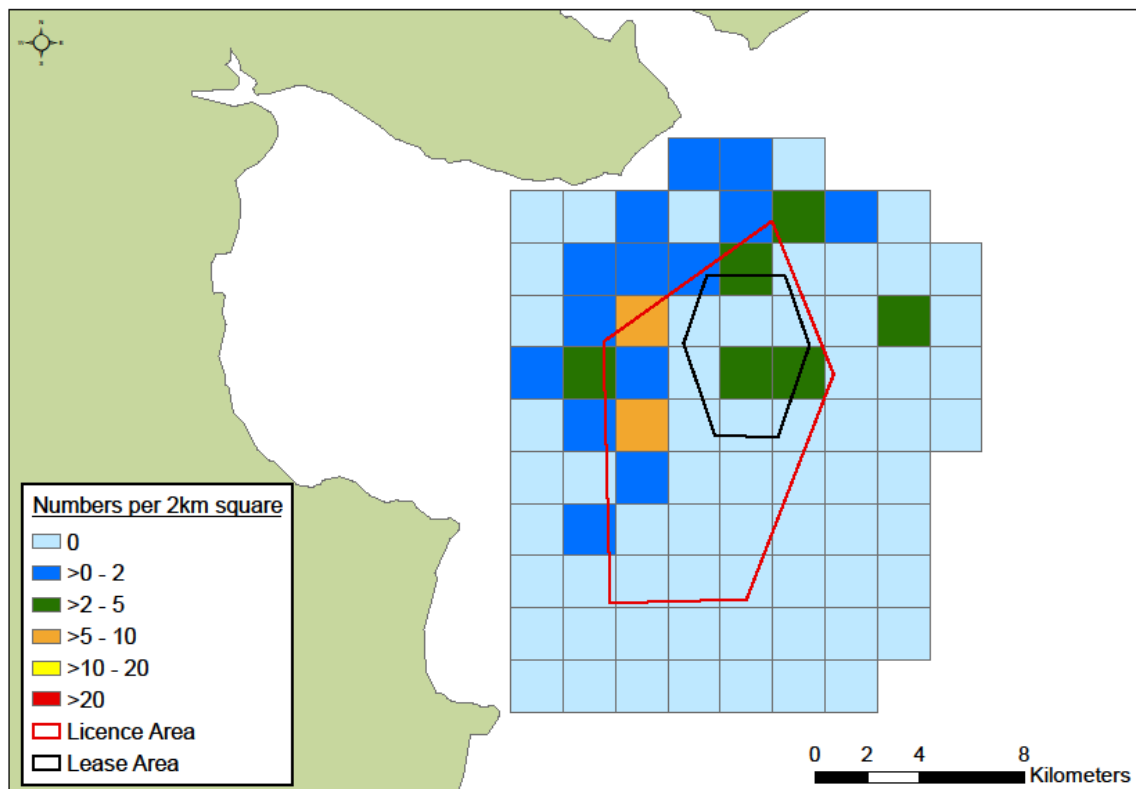 N
S
Numbers per 2km square
0
>0 - 2
>2 - 5
>5 - 10
>10 - 20
>20
Licence Area
Lease Area
0 2 4 8
Kilometers